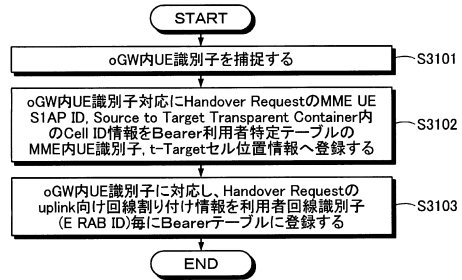 START
oGW内UE識別子を捕捉する
S3101
oGW内UE識別子対応にHandover RequestのMME UE
S1AP ID, Source to Target Transparent Container内
のCell ID情報をBearer利用者特定テーブルの
MME内UE識別子, t-Targetセル位置情報へ登録する
S3102
oGW内UE識別子に対応し、Handover Requestの
uplink向け回線割り付け情報を利用者回線識別子
(E RAB ID)毎にBearerテーブルに登録する
S3103
END